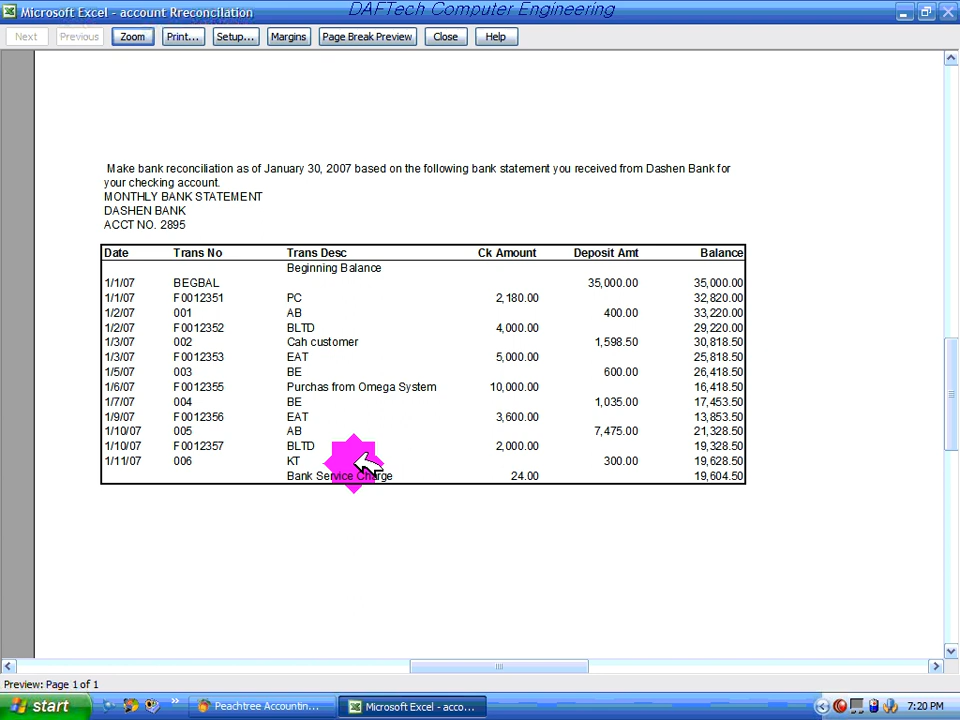 Microsoft Excel - account Rreconcilation
DAFTech Computer Engineering
Next Previous Zoom Print... Setup... Margins Page Break Preview Close Help
Make bank reconciliation as of January 30, 2007 based on the following bank statement you received from Dashen Bank for
your checking account.
MONTHLY BANK STATEMENT
DASHEN BANK
ACCT NO. 2895
Date Trans No Trans Desc Ck Amount Deposit Amt Balance
Beginning Balance
1/1/07 BEGBAL 35,000.00 35,000.00
1/1/07 F0012351 PC 2,180.00 32,820.00
1/2/07 001 AB 400.00 33,220.00
1/2/07 F0012352 BLTD 4,000.00 29,220.00
1/3/07 002 Cah customer 1,598.50 30,818.50
1/3/07 F0012353 EAT 5,000.00 25,818.50
1/5/07 003 BE 600.00 26,418.50
1/6/07 F0012355 Purchas from Omega System 10,000.00 16,418.50
1/7/07 004 BE 1,035.00 17,453.50
1/9/07 F0012356 EAT 3,600.00 13,853.50
1/10/07 005 AB 7,475.00 21,328.50
1/10/07 F0012357 BLTD 2,000.00 19,328.50
1/11/07 006 KT 300.00 19,628.50
Bank Service Charge 24.00 19,604.50
Preview: Page 1 of 1
start Peachtree Accountin... Microsoft Excel - acco... 7:20 PM